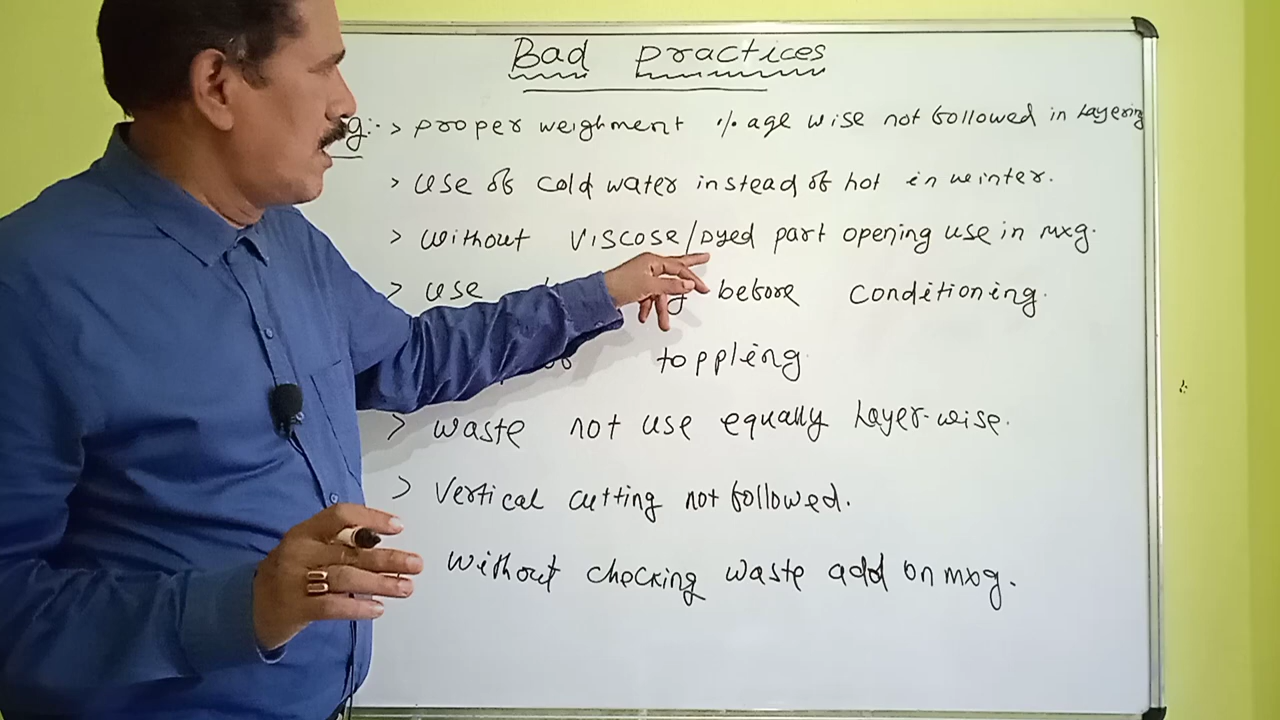 Bad practices
g:- > proper weighment % age wise not followed in Layering
> use of cold water instead of hot in winter.
> without Viscose/Dyed part opening use in mxg.
> use before conditioning.
toppling
> waste not use equally Layer-wise.
> Vertical cutting not followed.
without checking waste add on mxg.